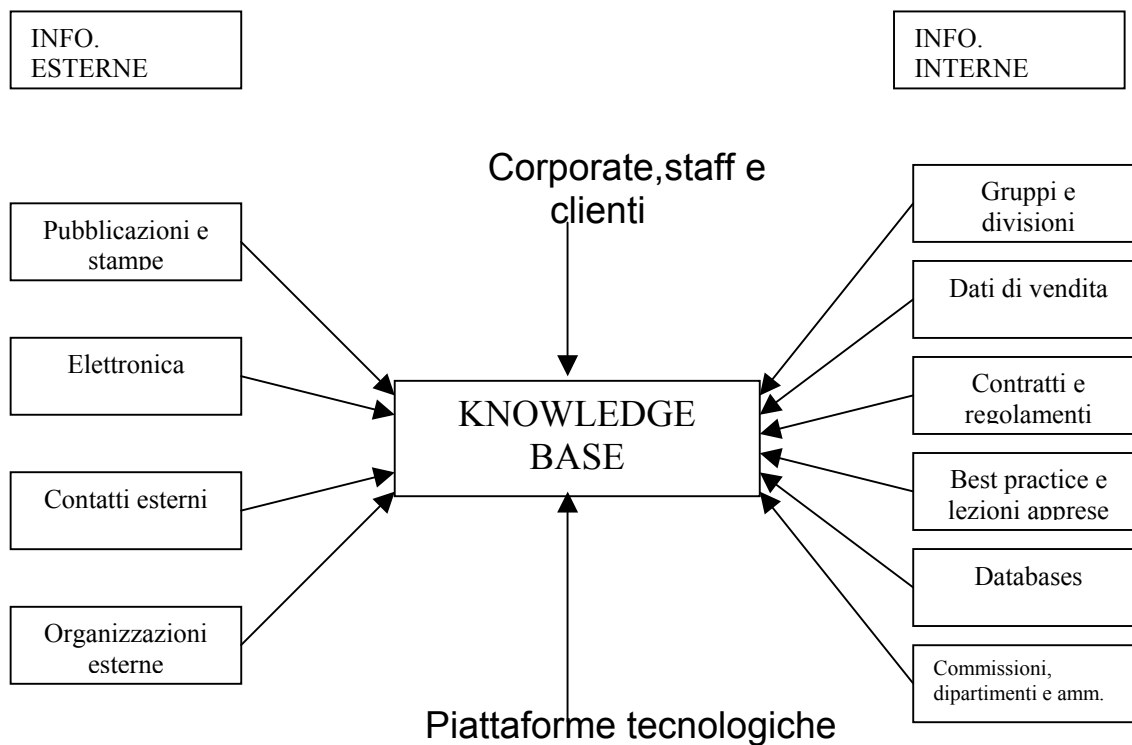 INFO.
ESTERNE
INFO.
INTERNE
Corporate,staff e
clienti
Pubblicazioni e
stampe
Elettronica
Contatti esterni
Organizzazioni
esterne
KNOWLEDGE
BASE
Gruppi e
divisioni
Dati di vendita
Contratti e
regolamenti
Best practice e
lezioni apprese
Databases
Commissioni,
dipartimenti e amm.
Piattaforme tecnologiche